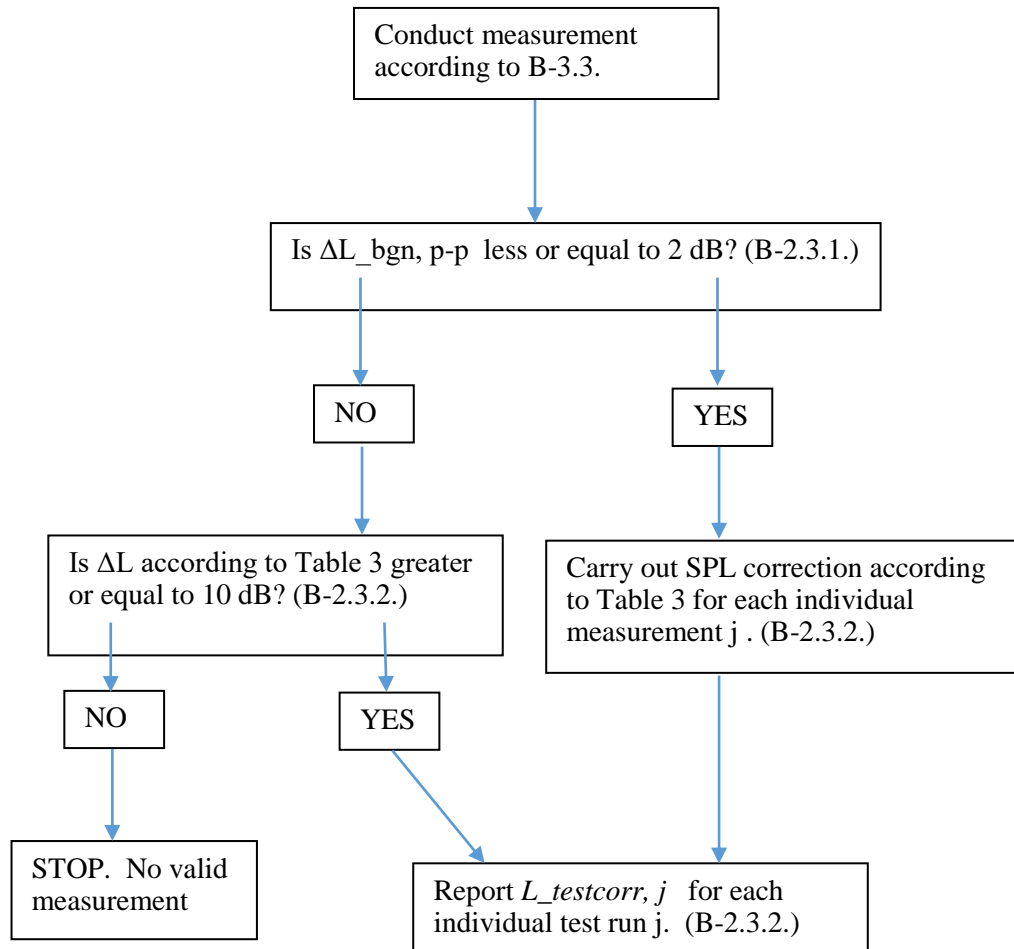 Conduct measurement
according to B-3.3.
Is ΔL_bgn, p-p less or equal to 2 dB? (B-2.3.1.)
NO
YES
Is ΔL according to Table 3 greater
or equal to 10 dB? (B-2.3.2.)
Carry out SPL correction according
to Table 3 for each individual
measurement j . (B-2.3.2.)
NO
YES
STOP. No valid
measurement
Report L_testcorr, j for each
individual test run j. (B-2.3.2.)